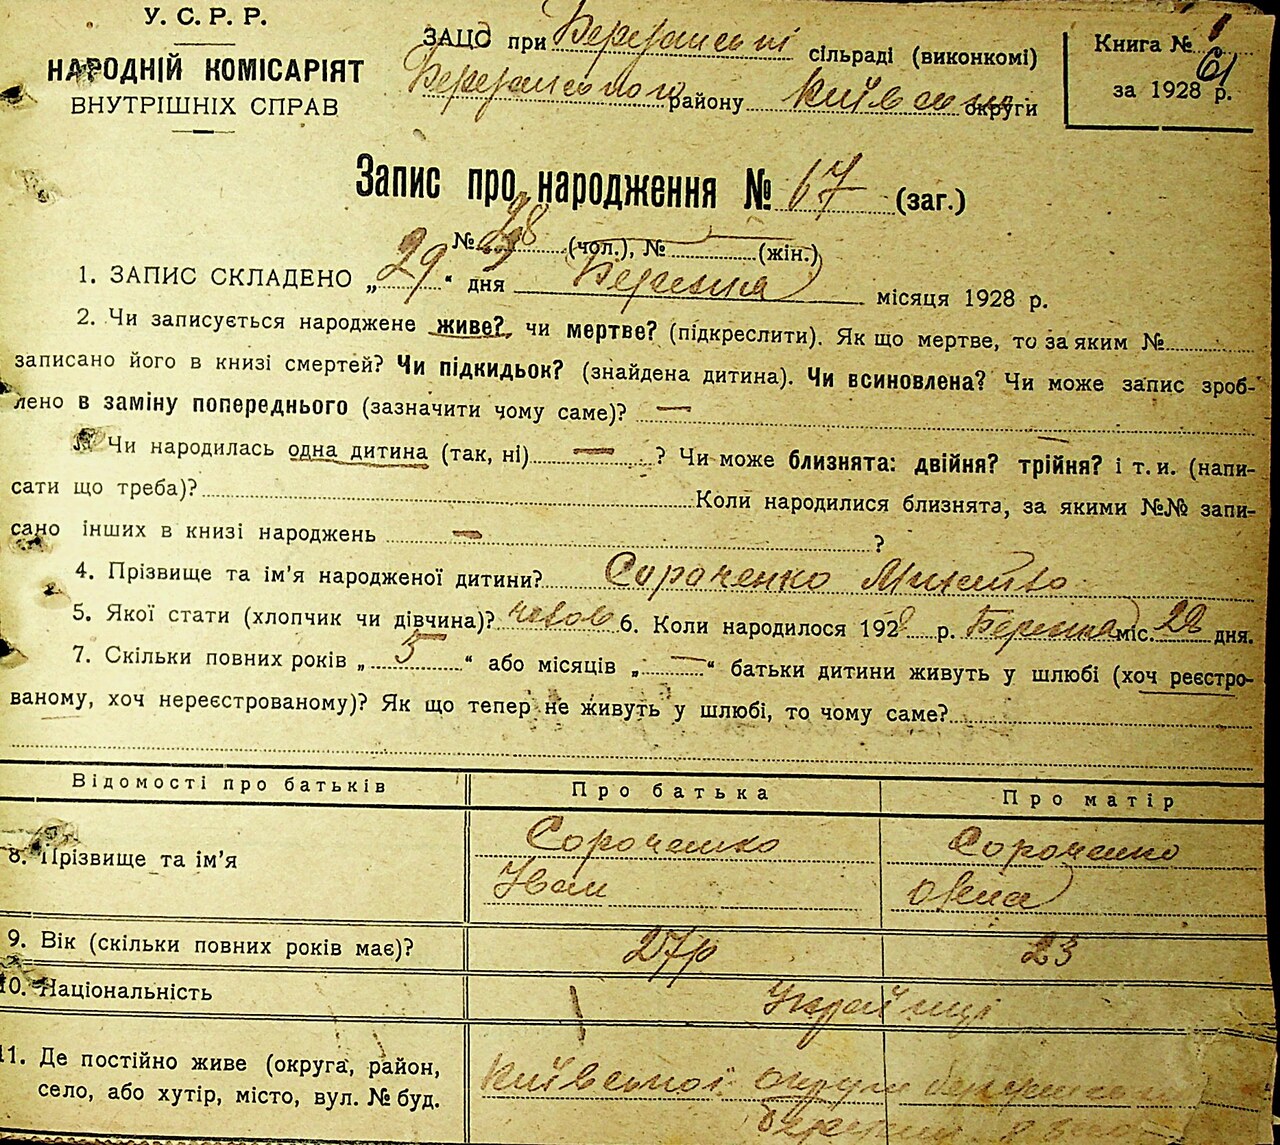 У. С. Р. Р.
НАРОДНІЙ КОМІСАРІЯТ
ВНУТРІШНІХ СПРАВ
ЗАЦС при Березанській сільраді (виконкомі)
Березанського району Київської округи
Книга №
за 1928 р.
Запис про народження № 67 (заг.)
№ 38 (чол.), № (жін.)
1. ЗАПИС СКЛАДЕНО „29“ дня Березня місяця 1928 р.
2. Чи записується народжене живе? чи мертве? (підкреслити). Як що мертве, то за яким №
записано його в книзі смертей? Чи підкидьок? (знайдена дитина). Чи всиновлена? Чи може запис зроб-
лено в заміну попереднього (зазначити чому саме)? —
Чи народилась одна дитина (так, ні) — ? Чи може близнята: двійня? трійня? і т. и. (напи-
сати що треба)? Коли народилися близнята, за якими №№ запи-
сано інших в книзі народжень — ?
4. Прізвище та ім’я народженої дитини? Сороченко Михайло
5. Якої стати (хлопчик чи дівчина)? чолов 6. Коли народилося 1928 р. Березня міс. 28 дня.
7. Скільки повних років „ 5 “ або місяців „ — “ батьки дитини живуть у шлюбі (хоч реєстро-
ваному, хоч нереєстрованому)? Як що тепер не живуть у шлюбі, то чому саме?
Відомості про батьків Про батька Про матір
8. Прізвище та ім’я Сороченко Сороченко
Іван Олена
9. Вік (скільки повних років має)? 27р 23
10. Національність Українці
11. Де постійно живе (округа, район, Київської округи
село, або хутір, місто, вул. № буд.